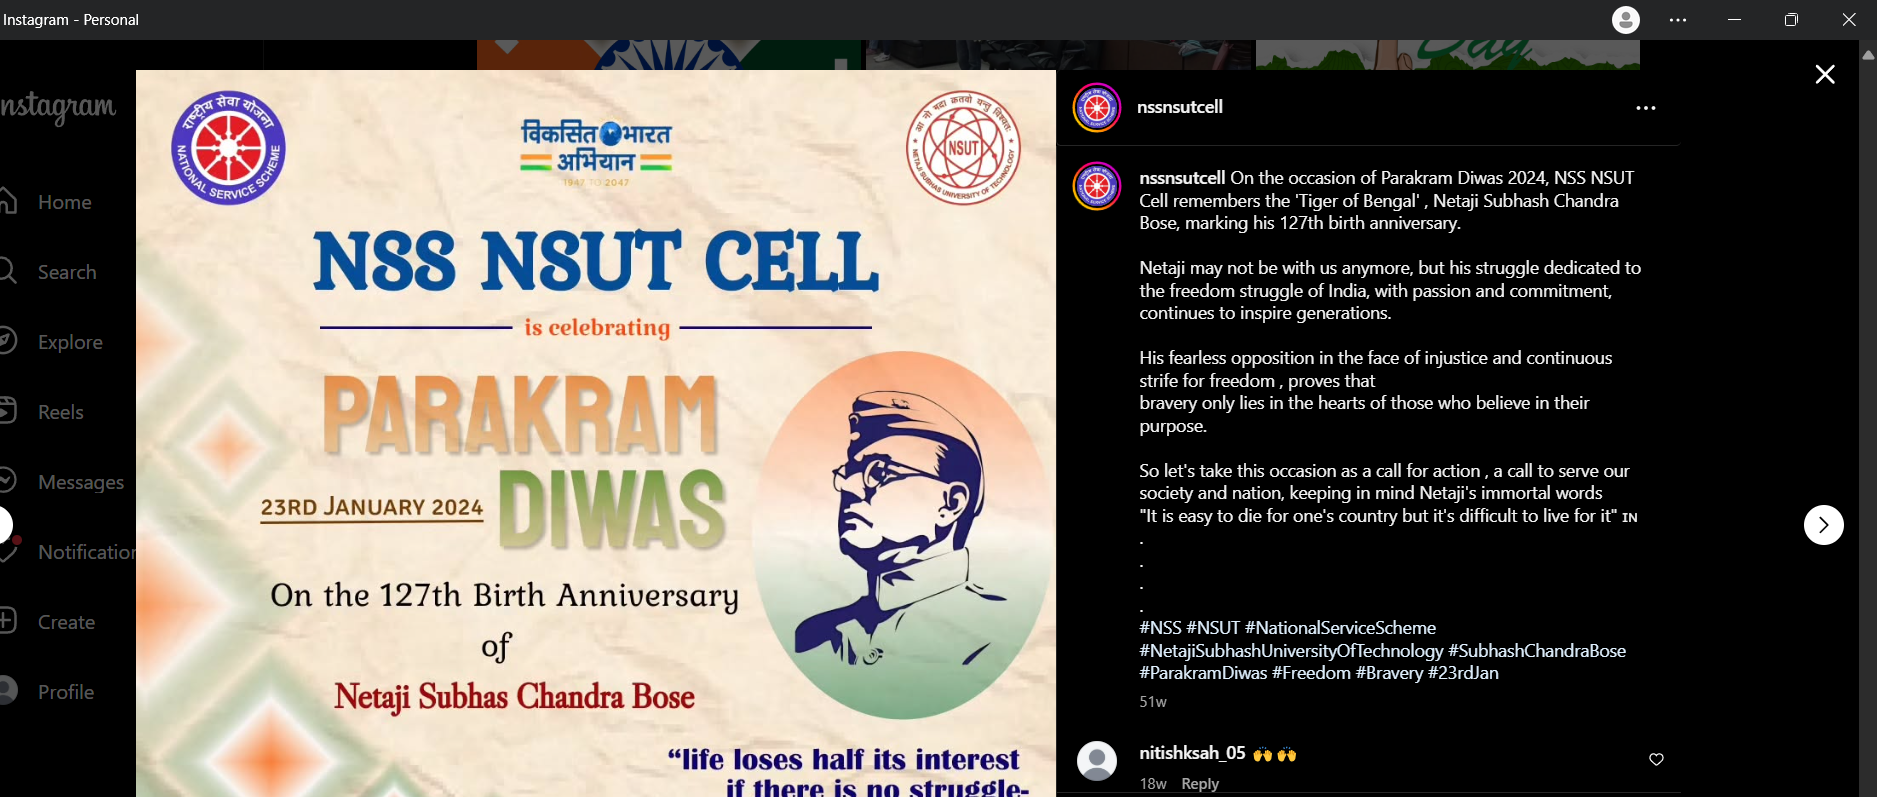 Instagram - Personal
nstagram
Home
Search
Explore
Reels
Messages
Notification
Create
Profile
Day
राष्ट्रीय सेवा योजना
NATIONAL SERVICE SCHEME
विकसित भारत
अभियान
1947 TO 2047
आ नो भद्राः क्रतवो यन्तु विश्वतः
NSUT
NETAJI SUBHAS UNIVERSITY OF TECHNOLOGY
NSS NSUT CELL
is celebrating
PARAKRAM
DIWAS
23RD JANUARY 2024
On the 127th Birth Anniversary
of
Netaji Subhas Chandra Bose
“life loses half its interest
if there is no struggle-
nssnsutcell
nssnsutcell On the occasion of Parakram Diwas 2024, NSS NSUT
Cell remembers the 'Tiger of Bengal' , Netaji Subhash Chandra
Bose, marking his 127th birth anniversary.
Netaji may not be with us anymore, but his struggle dedicated to
the freedom struggle of India, with passion and commitment,
continues to inspire generations.
His fearless opposition in the face of injustice and continuous
strife for freedom , proves that
bravery only lies in the hearts of those who believe in their
purpose.
So let's take this occasion as a call for action , a call to serve our
society and nation, keeping in mind Netaji's immortal words
"It is easy to die for one's country but it's difficult to live for it" IN
.
.
.
.
#NSS #NSUT #NationalServiceScheme
#NetajiSubhashUniversityOfTechnology #SubhashChandraBose
#ParakramDiwas #Freedom #Bravery #23rdJan
51w
nitishksah_05 🙌🙌
18w Reply